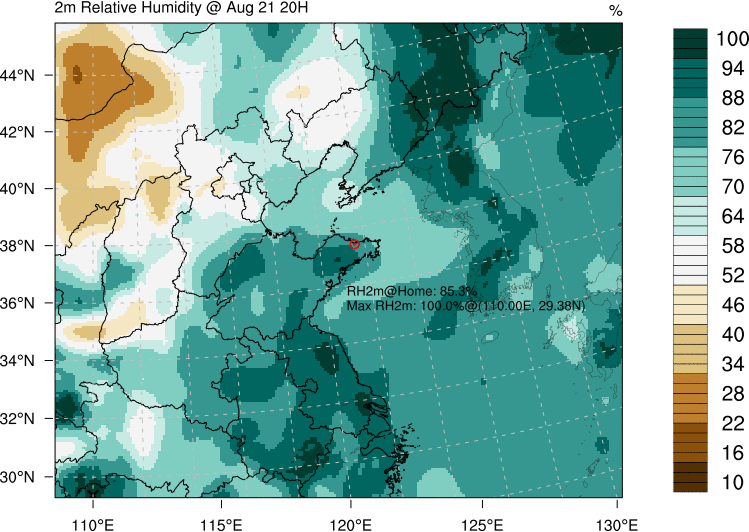 2m Relative Humidity @ Aug 21 20H
%
44°N
42°N
40°N
38°N
36°N
34°N
32°N
30°N
110°E
115°E
120°E
125°E
130°E
RH2m@Home: 85.3%
Max RH2m: 100.0%@(110.00E, 29.38N)
100
94
88
82
76
70
64
58
52
46
40
34
28
22
16
10